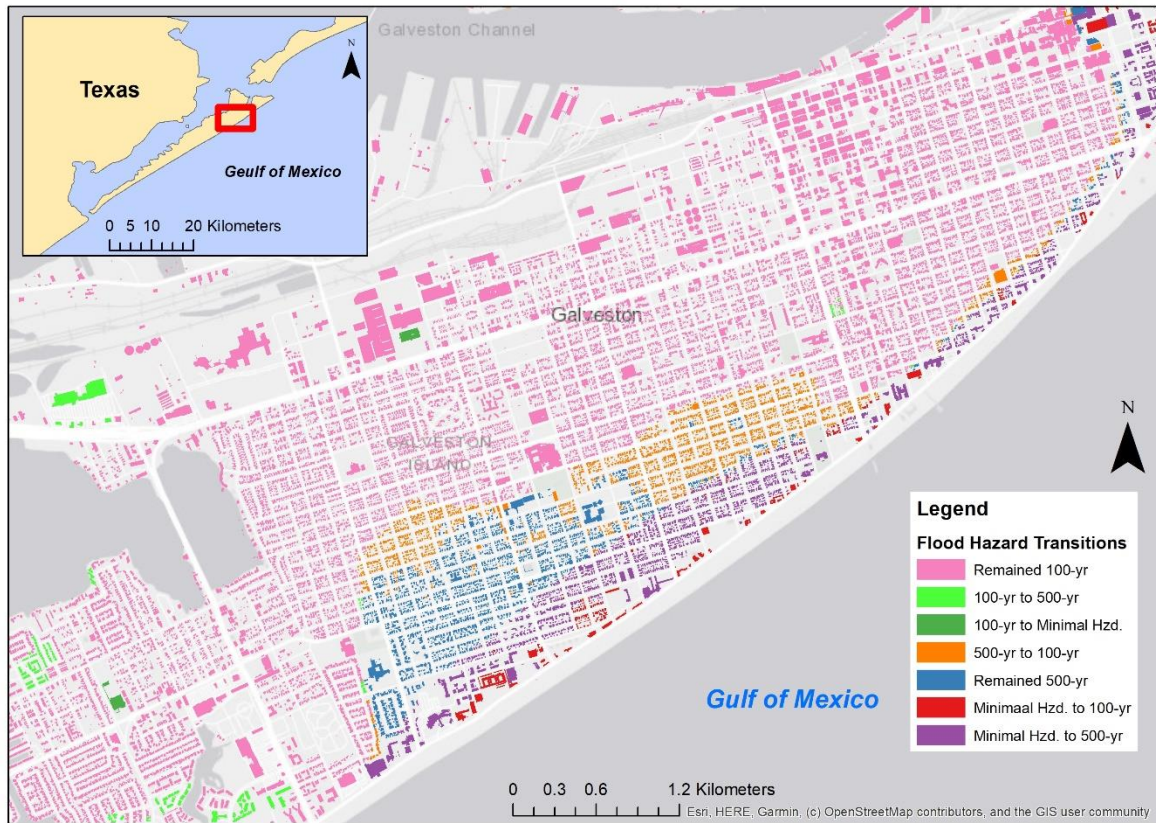 Galveston Channel
N
Texas
Geulf of Mexico
0 5 10 20 Kilometers
Galveston
GALVESTON
ISLAND
N
Legend
Flood Hazard Transitions
Remained 100-yr
100-yr to 500-yr
100-yr to Minimal Hzd.
500-yr to 100-yr
Remained 500-yr
Minimaal Hzd. to 100-yr
Minimal Hzd. to 500-yr
Gulf of Mexico
0 0.3 0.6 1.2 Kilometers
Esri, HERE, Garmin, (c) OpenStreetMap contributors, and the GIS user community